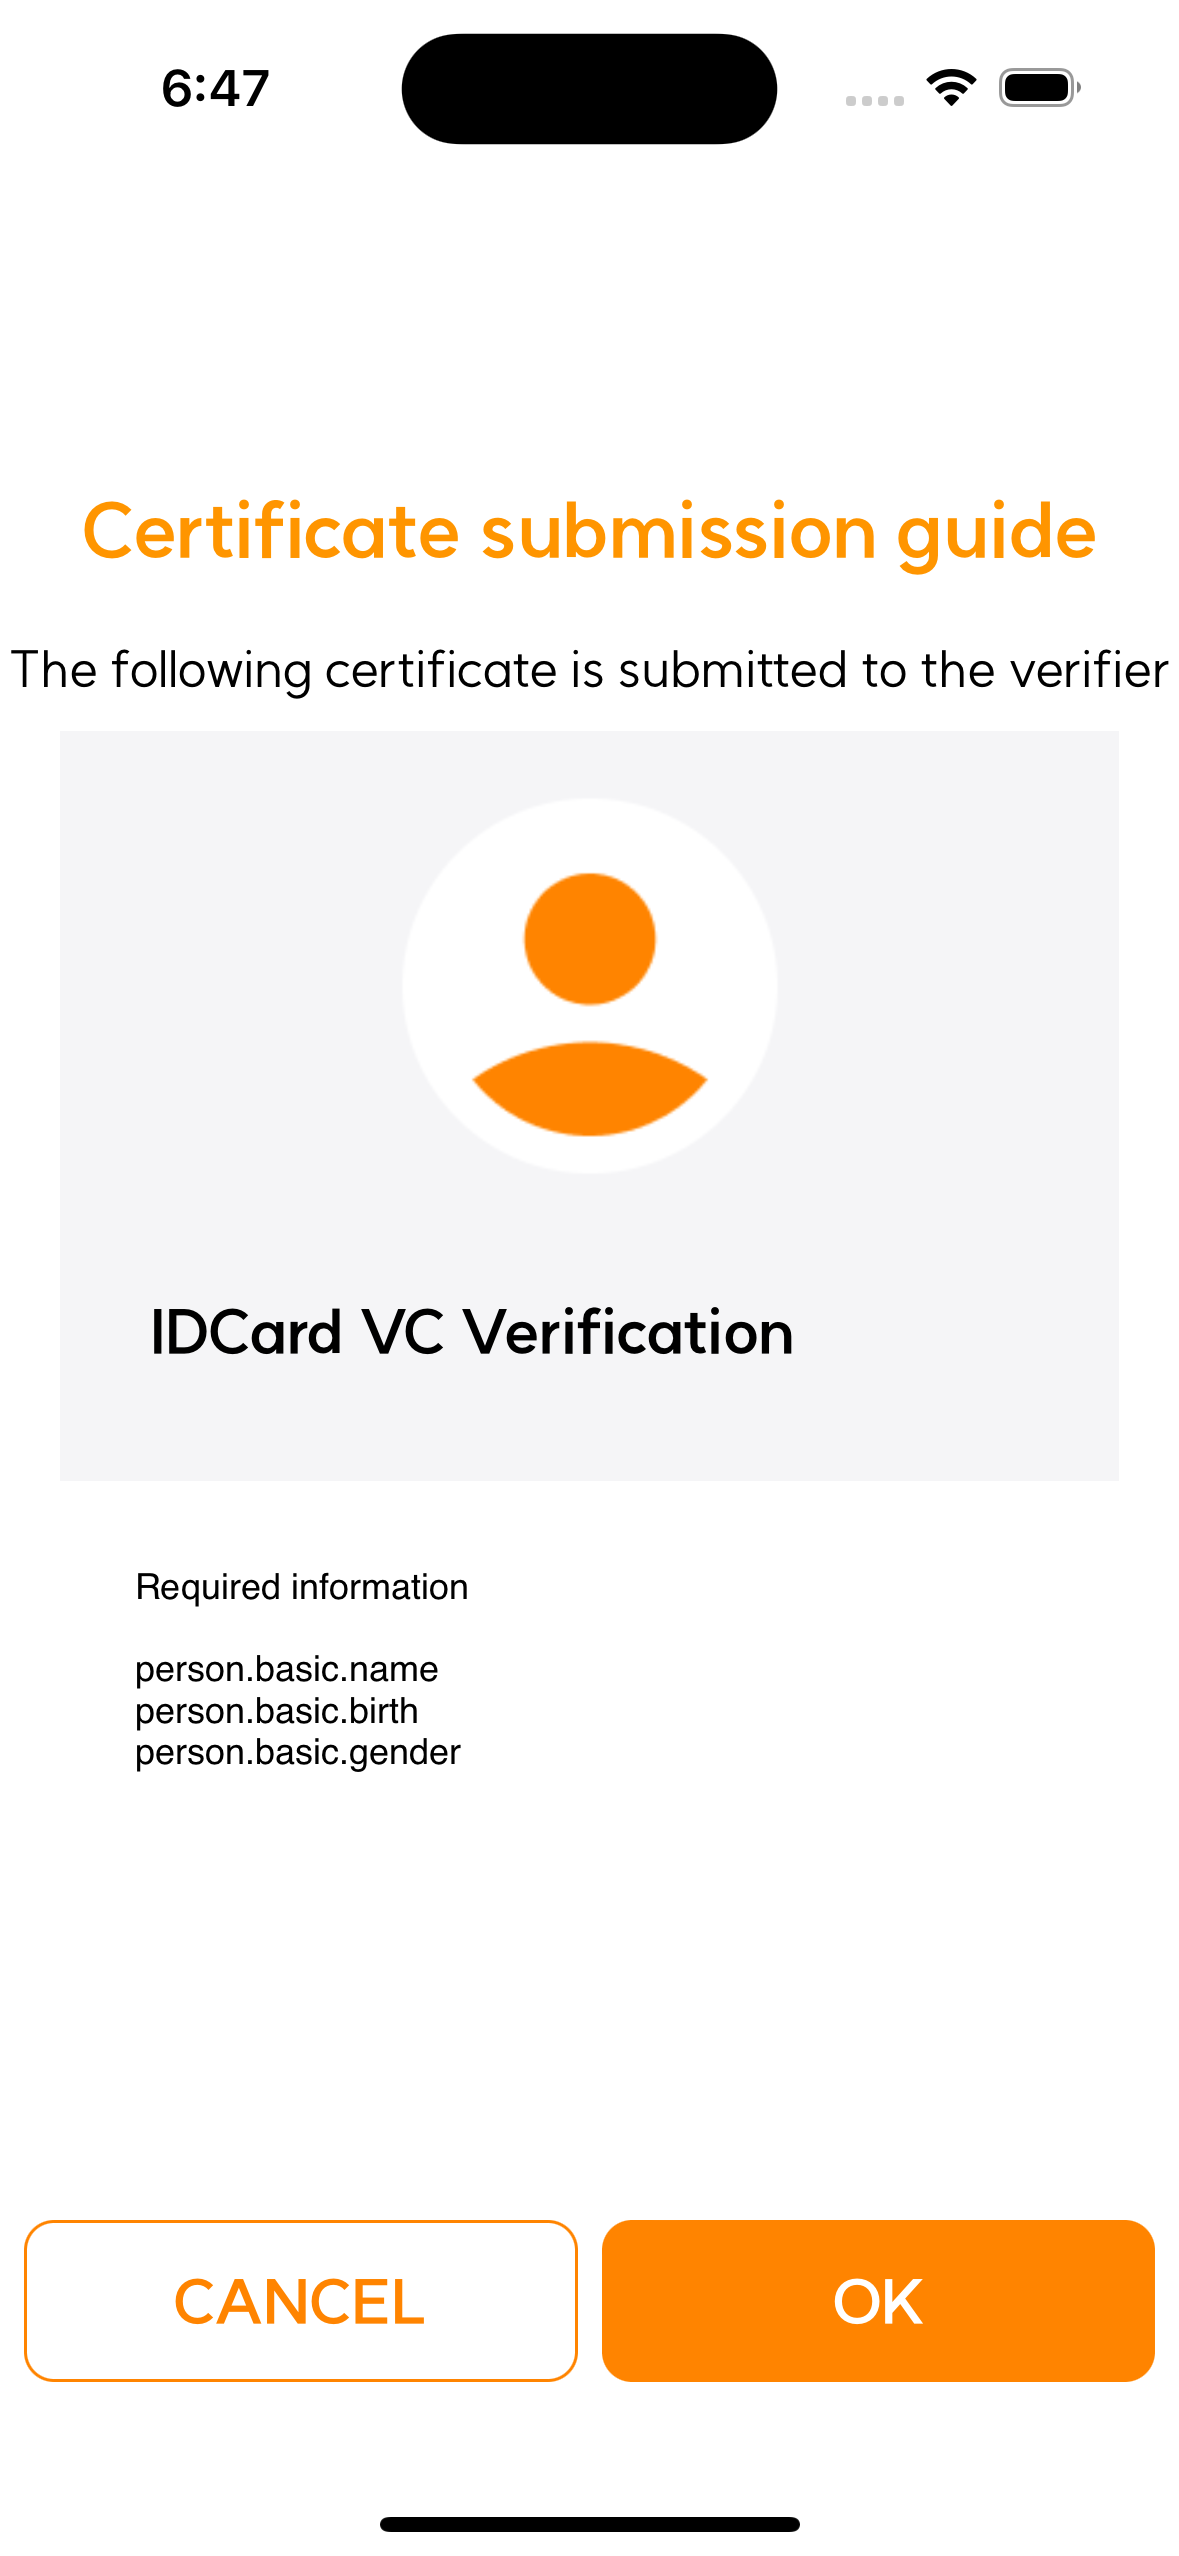 6:47
Certificate submission guide
The following certificate is submitted to the verifier
IDCard VC Verification
Required information
person.basic.name
person.basic.birth
person.basic.gender
CANCEL
OK